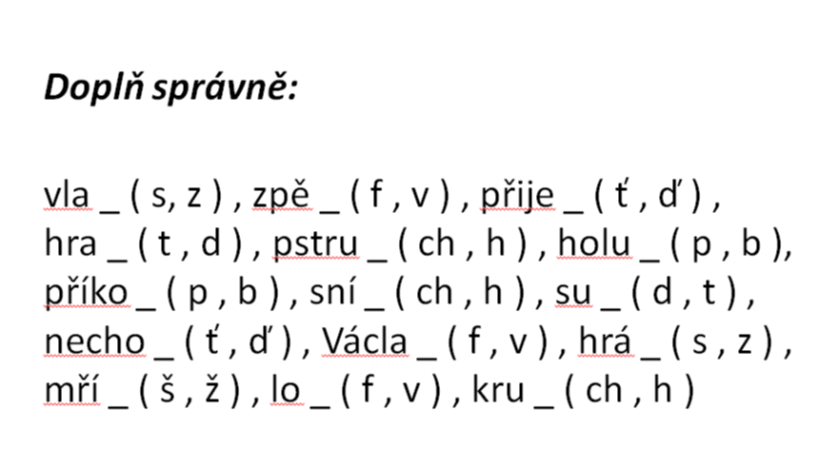 Doplň správně:
vla _ ( s, z ) , zpě _ ( f , v ) , přije _ ( ť , ď ) ,
hra _ ( t , d ) , pstru _ ( ch , h ) , holu _ ( p , b ),
příko _ ( p , b ) , sní _ ( ch , h ) , su _ ( d , t ) ,
necho _ ( ť , ď ) , Václa _ ( f , v ) , hrá _ ( s , z ) ,
mří _ ( š , ž ) , lo _ ( f , v ) , kru _ ( ch , h )